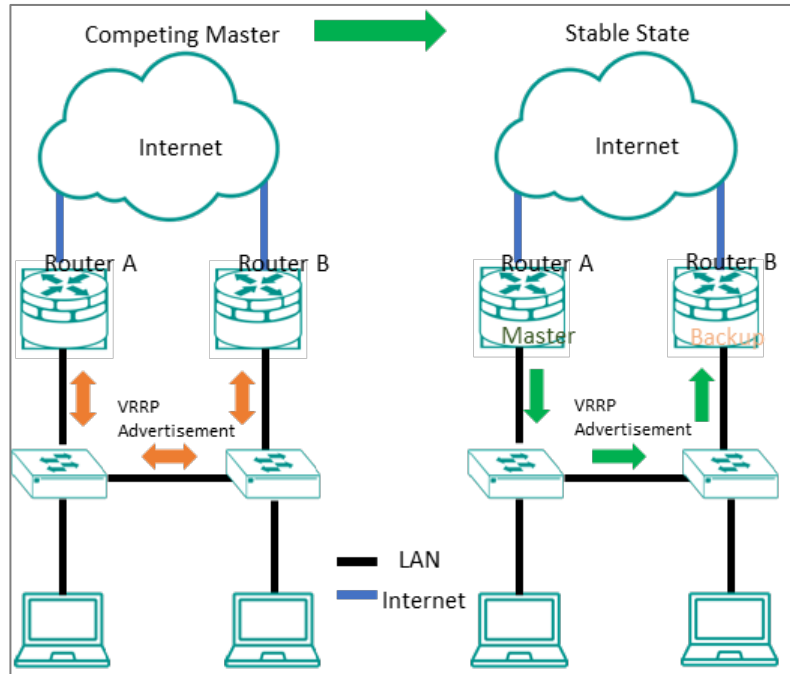 Competing Master
Stable State
Internet
Internet
Router A
Router B
Router A
Router B
Master
Backup
VRRP
Advertisement
VRRP
Advertisement
LAN
Internet